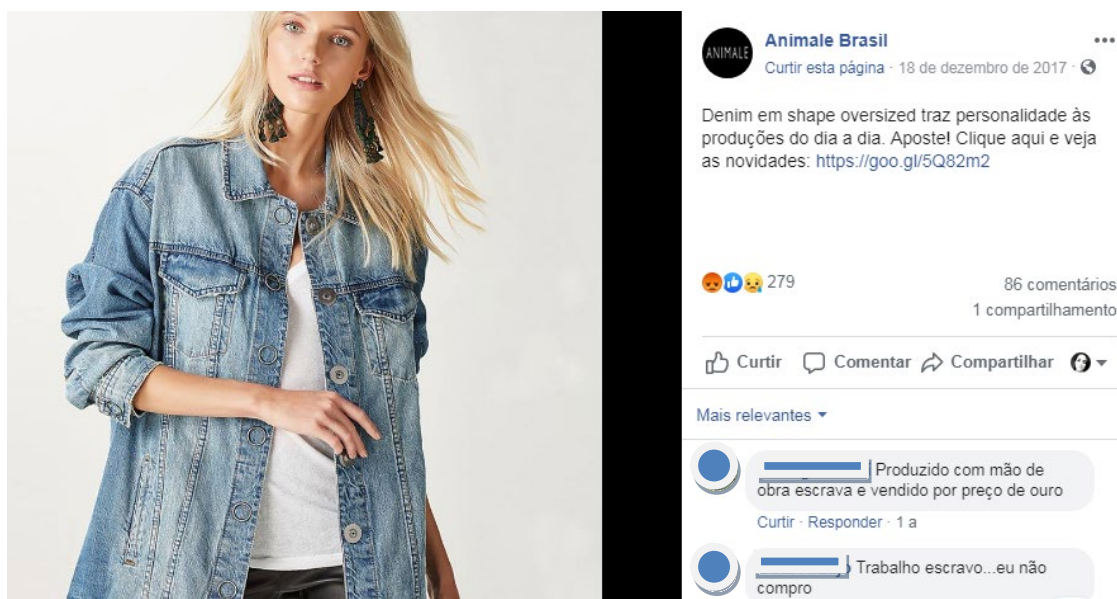 ANIMALE
Animale Brasil
Curtir esta página · 18 de dezembro de 2017 ·
Denim em shape oversized traz personalidade às
produções do dia a dia. Aposte! Clique aqui e veja
as novidades: https://goo.gl/5Q82m2
279
86 comentários
1 compartilhamento
Curtir Comentar Compartilhar
Mais relevantes
Produzido com mão de
obra escrava e vendido por preço de ouro
Curtir · Responder · 1 a
Trabalho escravo...eu não
compro